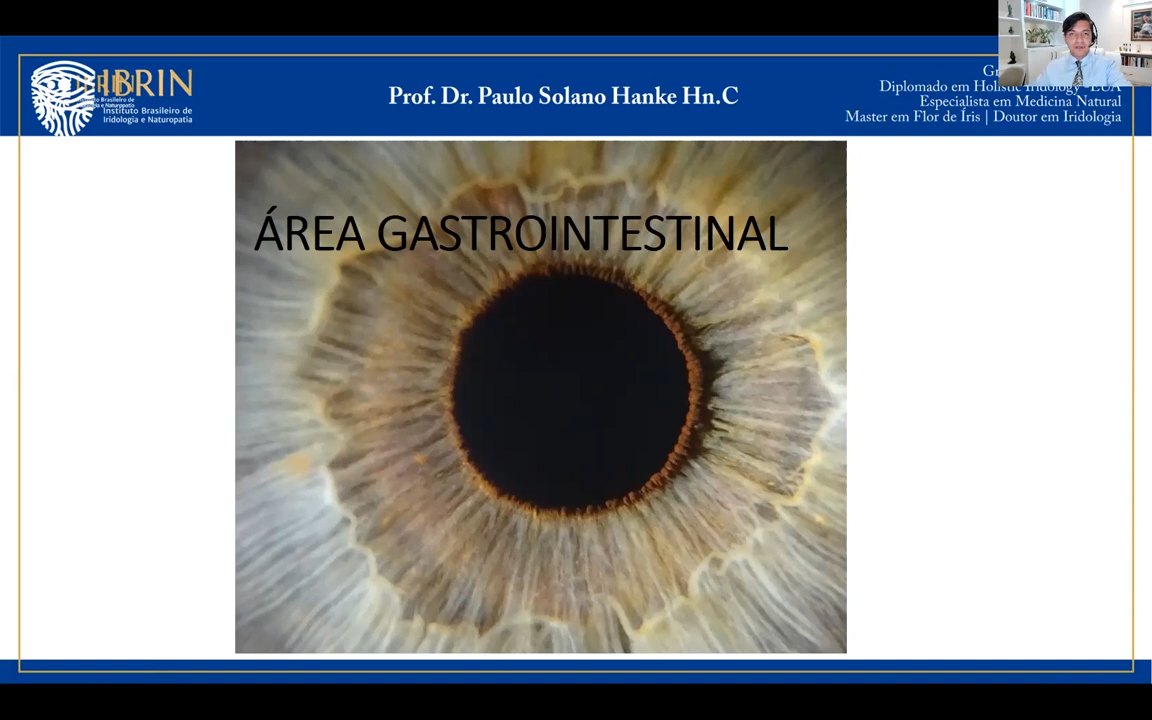 IBRIN
Instituto Brasileiro de
Iridologia e Naturopatia
Prof. Dr. Paulo Solano Hanke Hn.C
Diplomado em Holistic Iridology -EUA
Especialista em Medicina Natural
Master em Flor de Íris | Doutor em Iridologia
ÁREA GASTROINTESTINAL